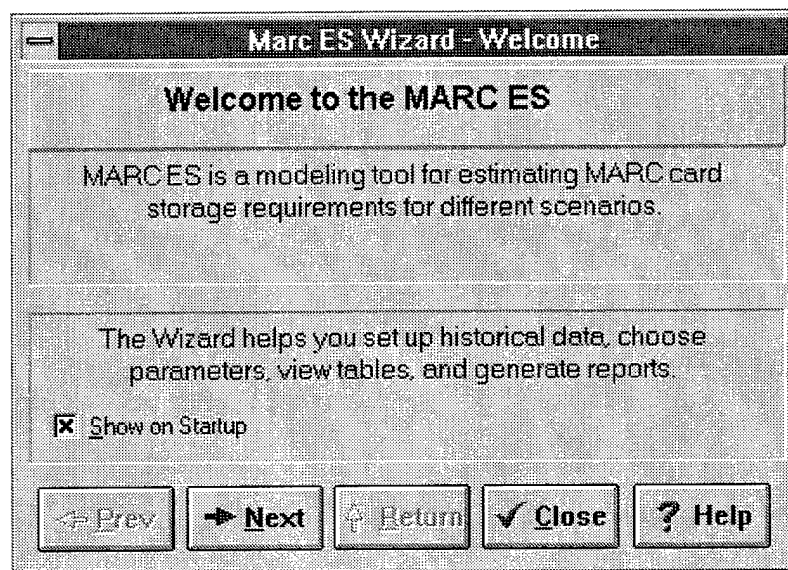 Marc ES Wizard - Welcome
Welcome to the MARC ES
MARC ES is a modeling tool for estimating MARC card
storage requirements for different scenarios.
The Wizard helps you set up historical data, choose
parameters, view tables, and generate reports.
Show on Startup
Prev Next Return Close ? Help